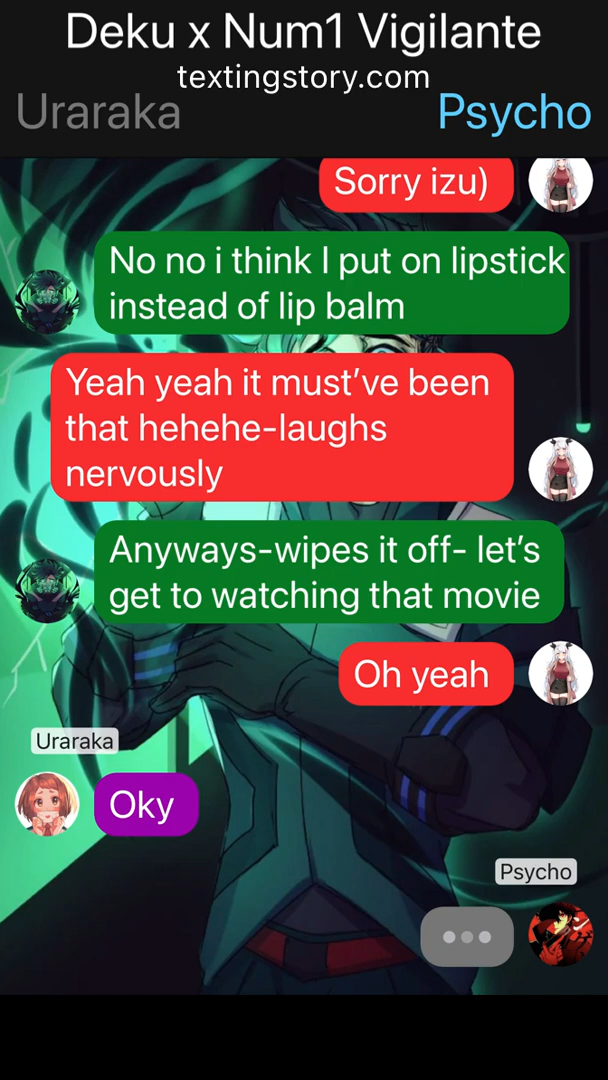 Deku x Num1 Vigilante
textingstory.com
Uraraka
Psycho
Sorry izu)
No no i think I put on lipstick
instead of lip balm
Yeah yeah it must’ve been
that hehehe-laughs
nervously
Anyways-wipes it off- let’s
get to watching that movie
Oh yeah
Uraraka
Oky
Psycho